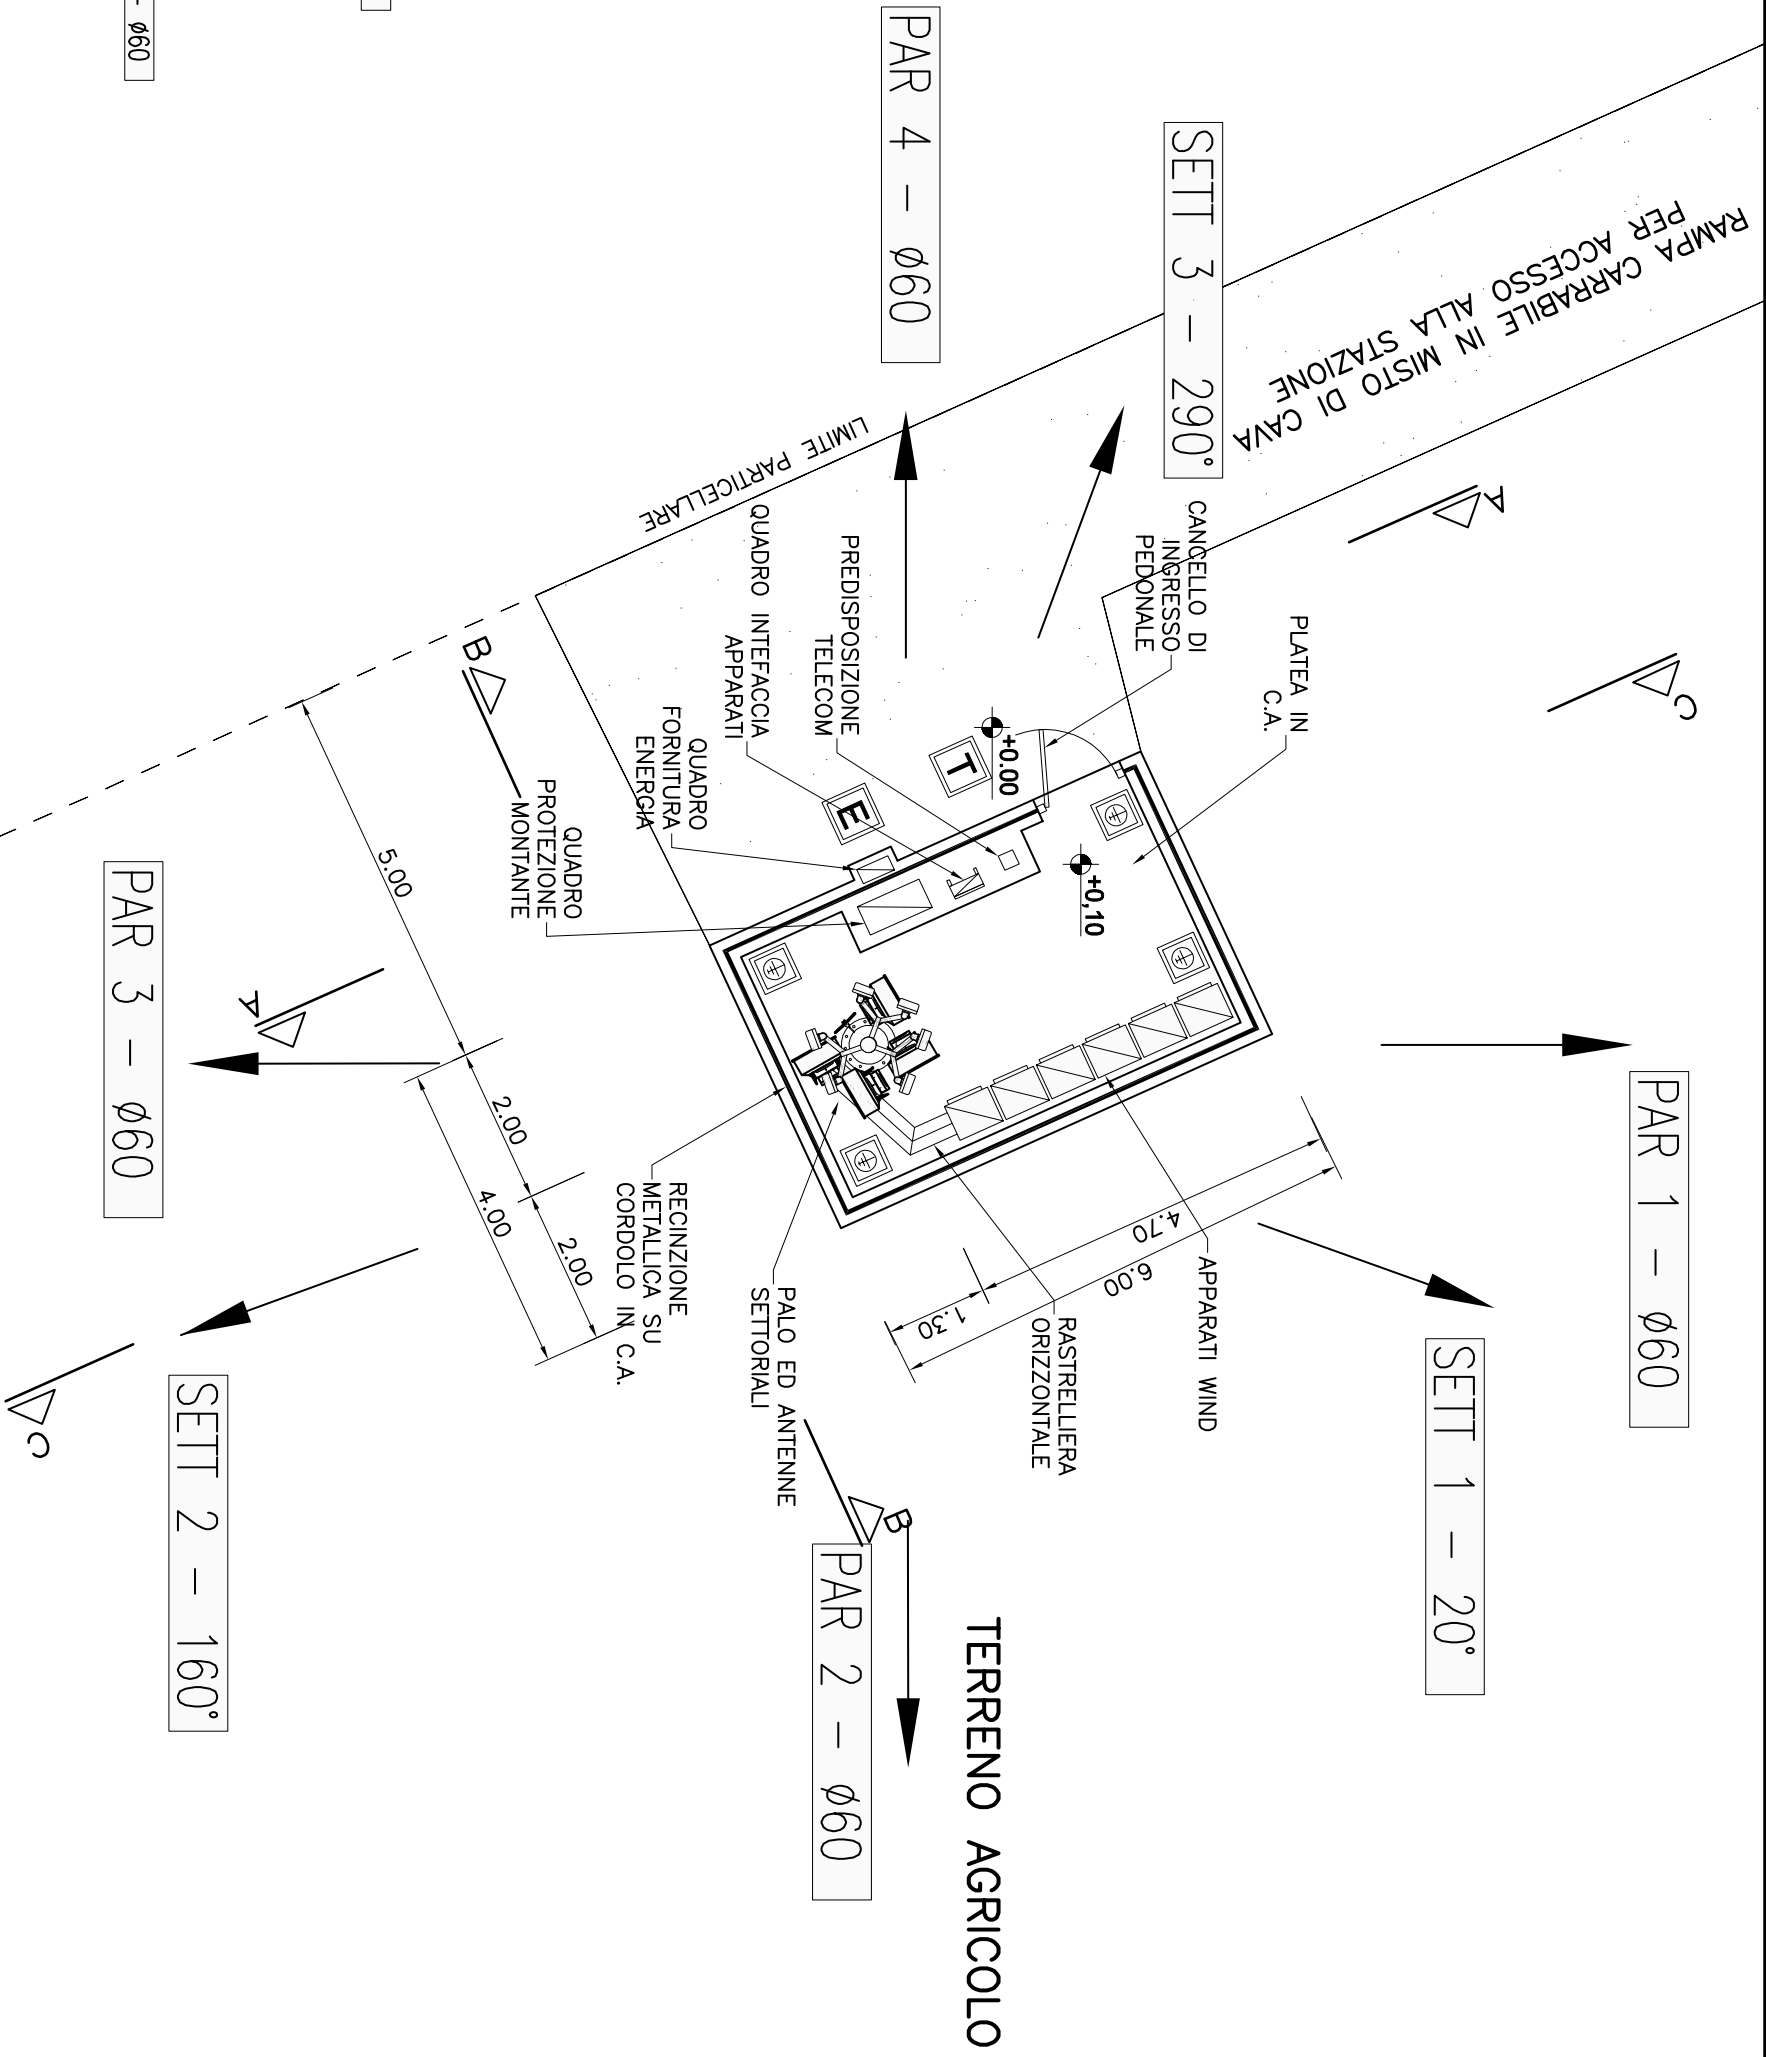 - ø60
PAR 4 - ø60
SETT 3 - 290°
RAMPA CARRABILE IN MISTO DI CAVA
PER ACCESSO ALLA STAZIONE
LIMITE PARTICELLARE
CANCELLO DI
INGRESSO
PEDONALE
PLATEA IN
C.A.
PREDISPOSIZIONE
TELECOM
QUADRO INTEFACCIA
APPARATI
QUADRO
FORNITURA
ENERGIA
QUADRO
PROTEZIONE
MONTANTE
A
C
B
T
E
+0.00
+0,10
5.00
2.00
2.00
4.00
4.70
6.00
1.30
PAR 3 - ø60
A
PAR 1 - ø60
APPARATI WIND
RASTRELLIERA
ORIZZONTALE
PALO ED ANTENNE
SETTORIALI
RECINZIONE
METALLICA SU
CORDOLO IN C.A.
SETT 1 - 20°
SETT 2 - 160°
C
B
PAR 2 - ø60
TERRENO AGRICOLO